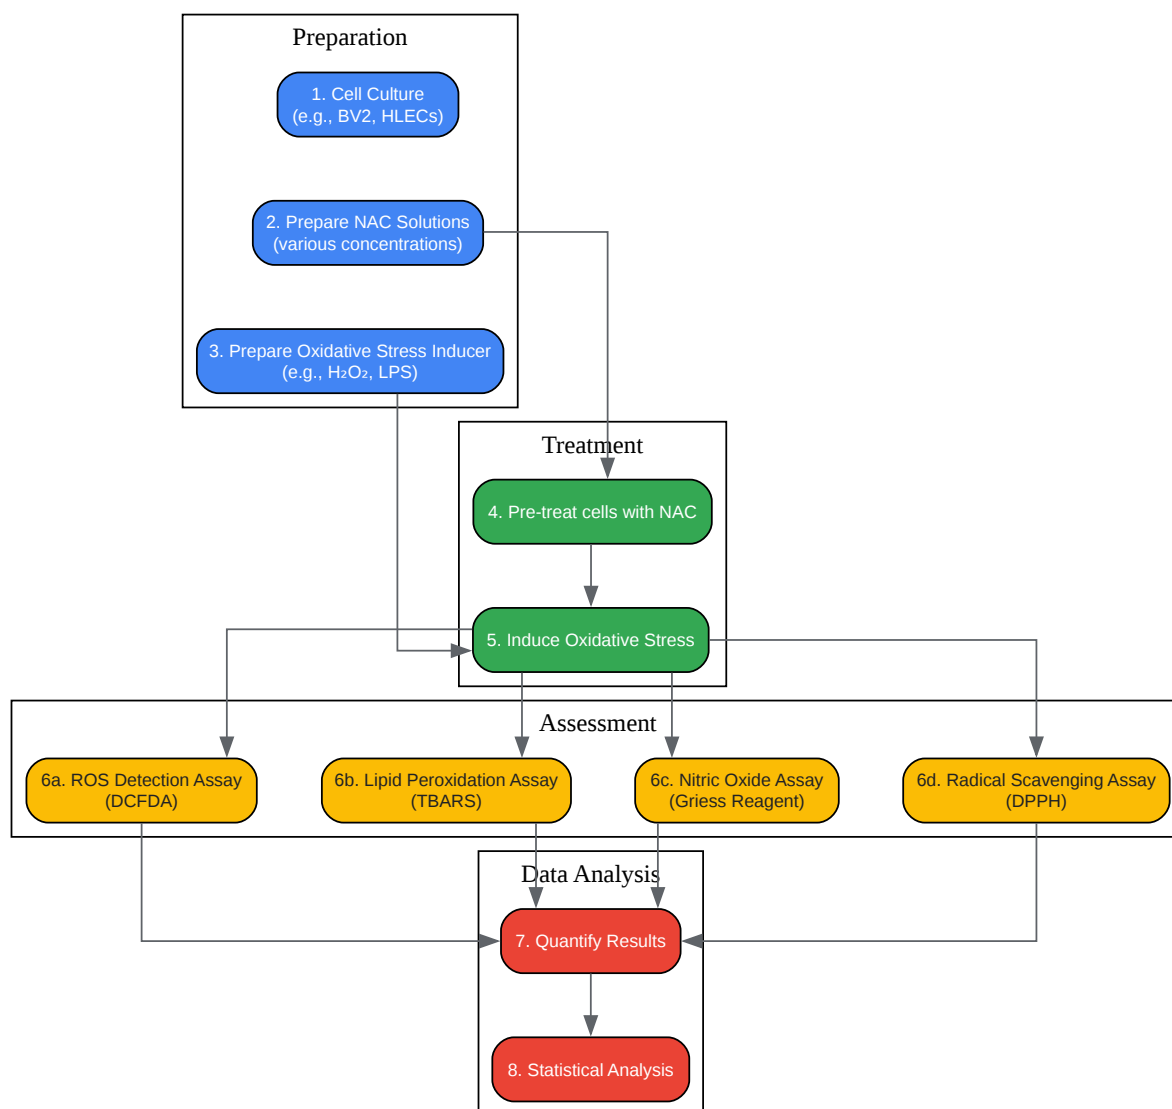 Preparation
1. Cell Culture
(e.g., BV2, HLECs)
2. Prepare NAC Solutions
(various concentrations)
3. Prepare Oxidative Stress Inducer
(e.g., H₂O₂, LPS)
Treatment
4. Pre-treat cells with NAC
5. Induce Oxidative Stress
Assessment
6a. ROS Detection Assay
(DCFDA)
6b. Lipid Peroxidation Assay
(TBARS)
6c. Nitric Oxide Assay
(Griess Reagent)
6d. Radical Scavenging Assay
(DPPH)
Data Analysis
7. Quantify Results
8. Statistical Analysis